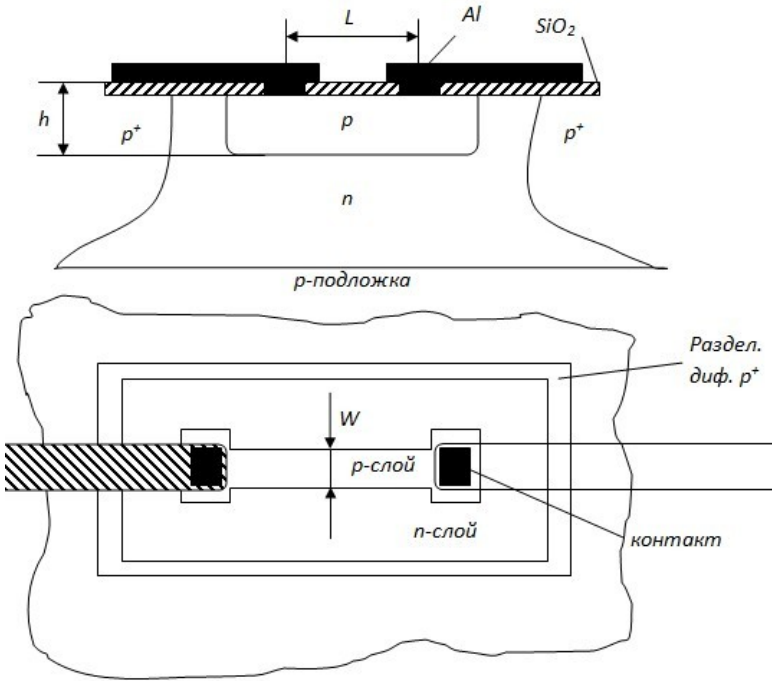 L
Al
SiO2
h
p+
p
p+
n
р-подложка
Раздел.
диф. р+
W
р-слой
n-слой
контакт